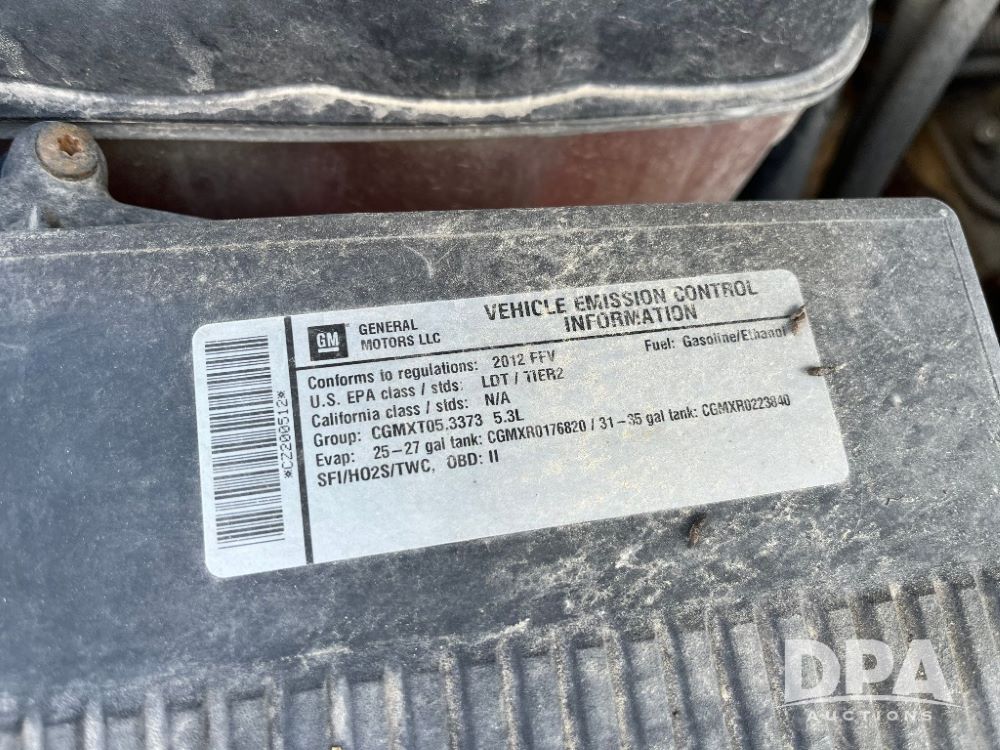 *CZ200512*
GM
GENERAL
MOTORS LLC
VEHICLE EMISSION CONTROL
INFORMATION
Conforms to regulations: 2012 FFV
Fuel: Gasoline/Ethanol
U.S. EPA class / stds: LDT / TIER2
California class / stds: N/A
Group: CGMXT05.3373 5.3L
Evap: 25-27 gal tank: CGMXR0176820 / 31-35 gal tank: CGMXR0223840
SFI/HO2S/TWC, OBD: II
DPA
AUCTIONS